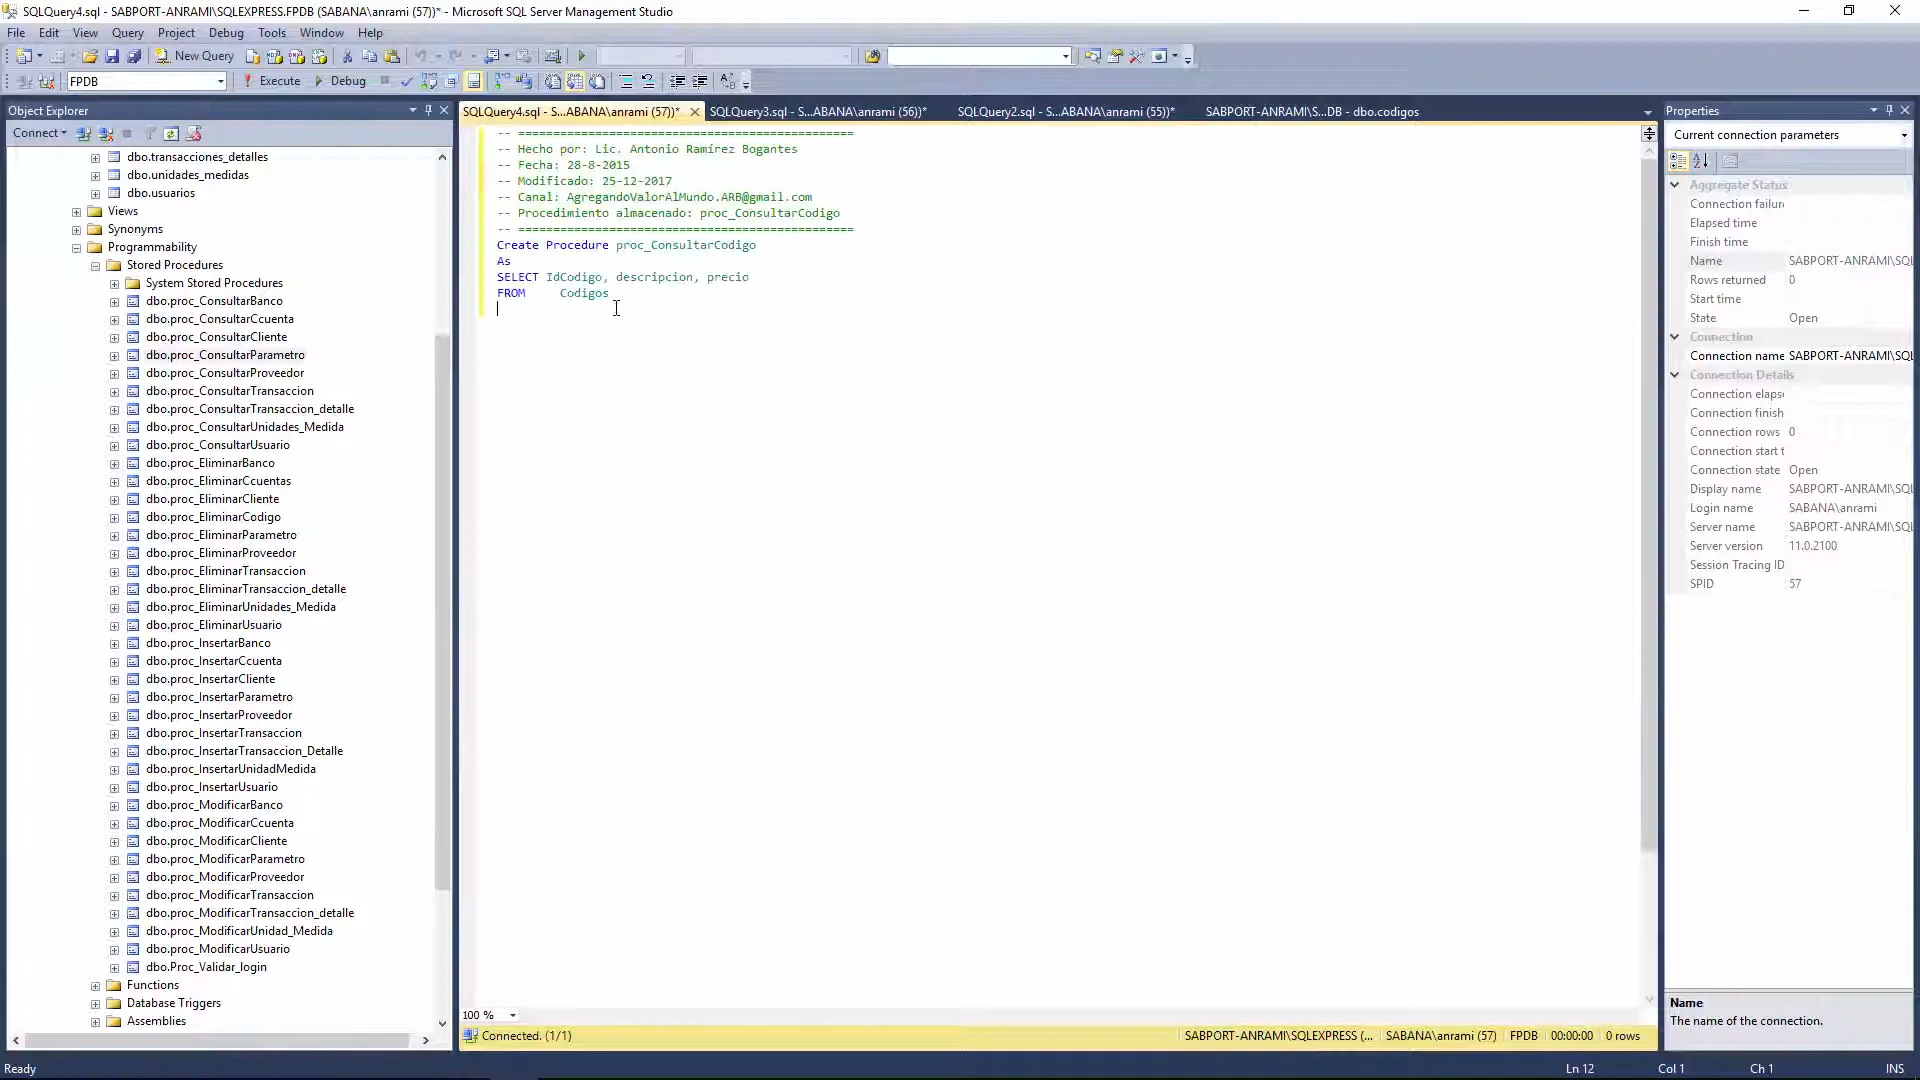 SQLQuery4.sql - SABPORT-ANRAMI\SQLEXPRESS.FPDB (SABANA\anrami (57))* - Microsoft SQL Server Management Studio
File Edit View Query Project Debug Tools Window Help
New Query
FPDB Execute Debug
Object Explorer
Connect
dbo.transacciones_detalles
dbo.unidades_medidas
dbo.usuarios
Views
Synonyms
Programmability
Stored Procedures
System Stored Procedures
dbo.proc_ConsultarBanco
dbo.proc_ConsultarCcuenta
dbo.proc_ConsultarCliente
dbo.proc_ConsultarParametro
dbo.proc_ConsultarProveedor
dbo.proc_ConsultarTransaccion
dbo.proc_ConsultarTransaccion_detalle
dbo.proc_ConsultarUnidades_Medida
dbo.proc_ConsultarUsuario
dbo.proc_EliminarBanco
dbo.proc_EliminarCcuentas
dbo.proc_EliminarCliente
dbo.proc_EliminarCodigo
dbo.proc_EliminarParametro
dbo.proc_EliminarProveedor
dbo.proc_EliminarTransaccion
dbo.proc_EliminarTransaccion_detalle
dbo.proc_EliminarUnidades_Medida
dbo.proc_EliminarUsuario
dbo.proc_InsertarBanco
dbo.proc_InsertarCcuenta
dbo.proc_InsertarCliente
dbo.proc_InsertarParametro
dbo.proc_InsertarProveedor
dbo.proc_InsertarTransaccion
dbo.proc_InsertarTransaccion_Detalle
dbo.proc_InsertarUnidadMedida
dbo.proc_InsertarUsuario
dbo.proc_ModificarBanco
dbo.proc_ModificarCcuenta
dbo.proc_ModificarCliente
dbo.proc_ModificarParametro
dbo.proc_ModificarProveedor
dbo.proc_ModificarTransaccion
dbo.proc_ModificarTransaccion_detalle
dbo.proc_ModificarUnidad_Medida
dbo.proc_ModificarUsuario
dbo.Proc_Validar_login
Functions
Database Triggers
Assemblies
SQLQuery4.sql - S...ABANA\anrami (57))* SQLQuery3.sql - S...ABANA\anrami (56))* SQLQuery2.sql - S...ABANA\anrami (55))* SABPORT-ANRAMI\S...DB - dbo.codigos
-- ================================================
-- Hecho por: Lic. Antonio Ramírez Bogantes
-- Fecha: 28-8-2015
-- Modificado: 25-12-2017
-- Canal: AgregandoValorAlMundo.ARB@gmail.com
-- Procedimiento almacenado: proc_ConsultarCodigo
-- ================================================
Create Procedure proc_ConsultarCodigo
As
SELECT IdCodigo, descripcion, precio
FROM Codigos
100 %
Connected. (1/1) SABPORT-ANRAMI\SQLEXPRESS (... SABANA\anrami (57) FPDB 00:00:00 0 rows
Properties
Current connection parameters
Aggregate Status
Connection failure
Elapsed time
Finish time
Name SABPORT-ANRAMI\SQL
Rows returned 0
Start time
State Open
Connection
Connection name SABPORT-ANRAMI\SQL
Connection Details
Connection elaps
Connection finish
Connection rows 0
Connection start t
Connection state Open
Display name SABPORT-ANRAMI\SQL
Login name SABANA\anrami
Server name SABPORT-ANRAMI\SQL
Server version 11.0.2100
Session Tracing ID
SPID 57
Name
The name of the connection.
Ready Ln 12 Col 1 Ch 1 INS